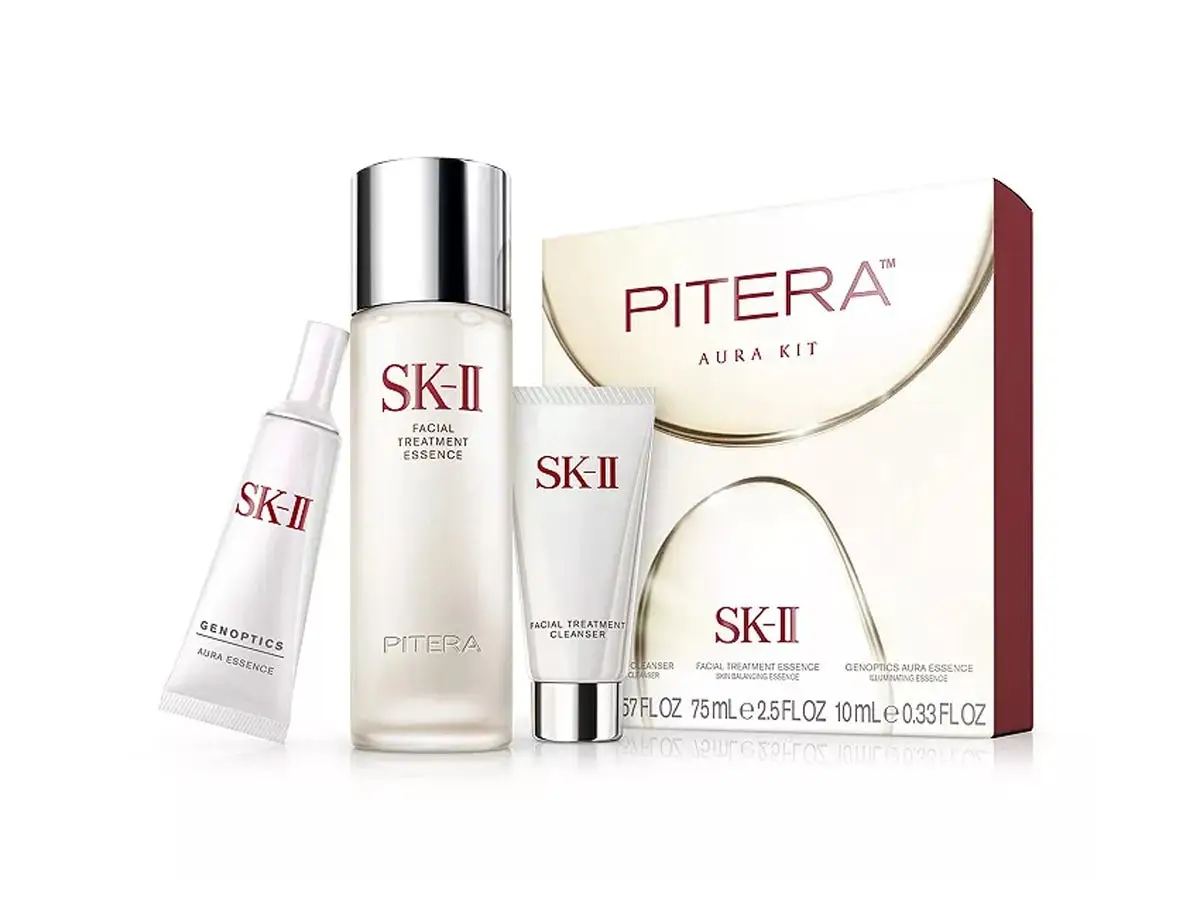 SK-II
GENOPTICS
AURA ESSENCE
SK-II
FACIAL
TREATMENT
ESSENCE
PITERA
SK-II
FACIAL TREATMENT
CLEANSER
PITERA™
AURA KIT
SK-II
CLEANSER FACIAL TREATMENT ESSENCE GENOPTICS AURA ESSENCE
CLEANSER SKIN BALANCING ESSENCE ILLUMINATING ESSENCE
57 FL OZ 75 mL e 2.5 FL OZ 10 mL e 0.33 FL OZ